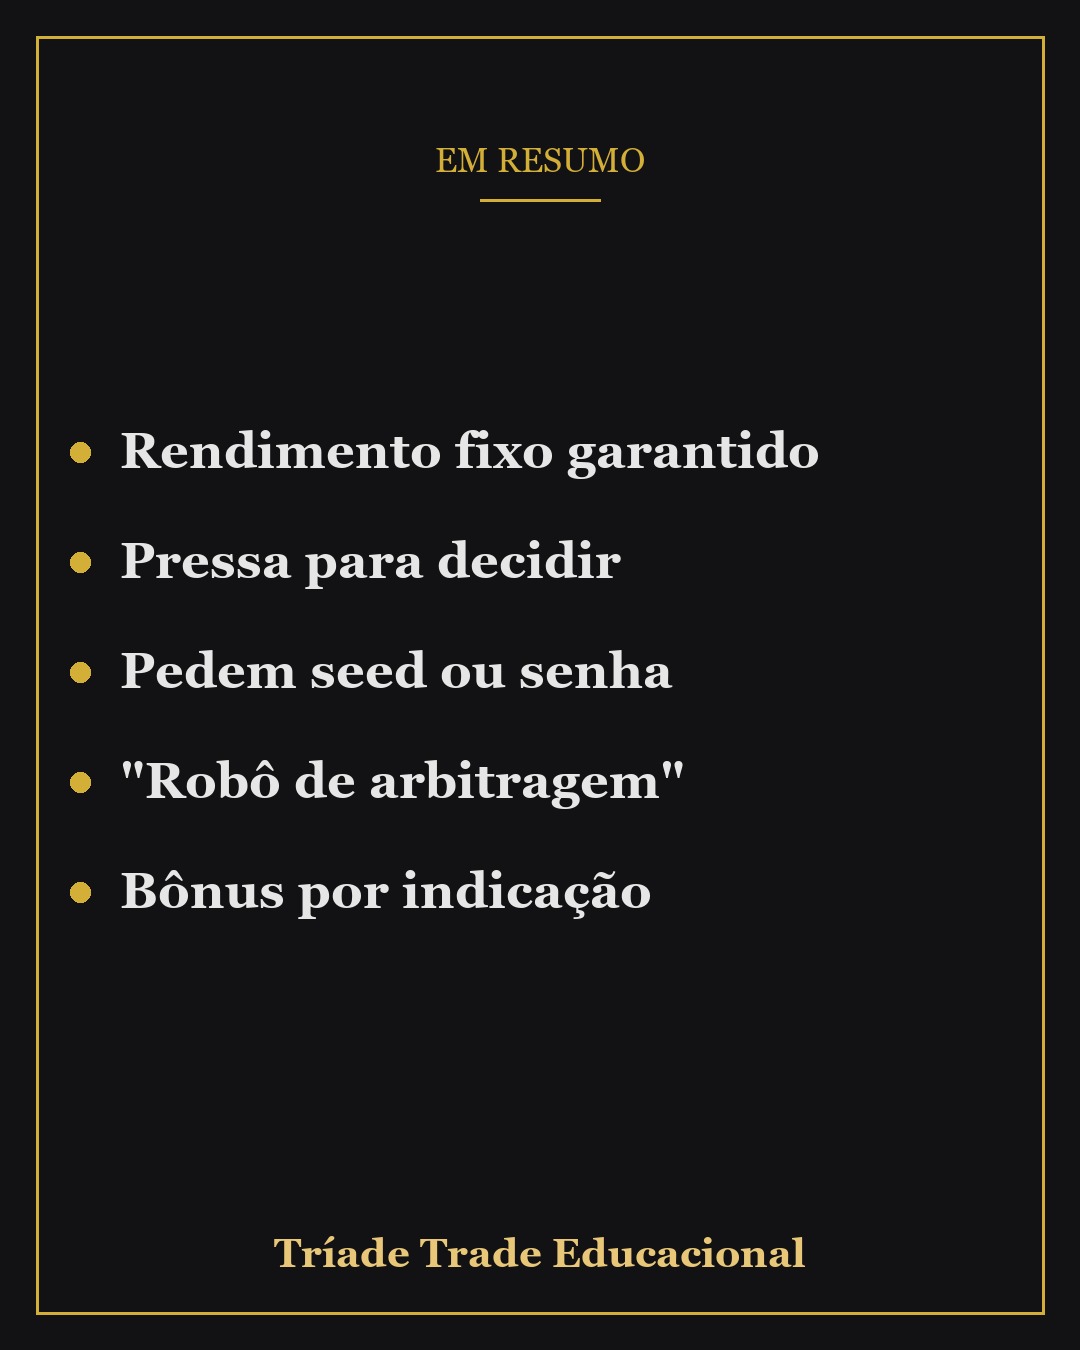 EM RESUMO
Rendimento fixo garantido
Pressa para decidir
Pedem seed ou senha
"Robô de arbitragem"
Bônus por indicação
Tríade Trade Educacional